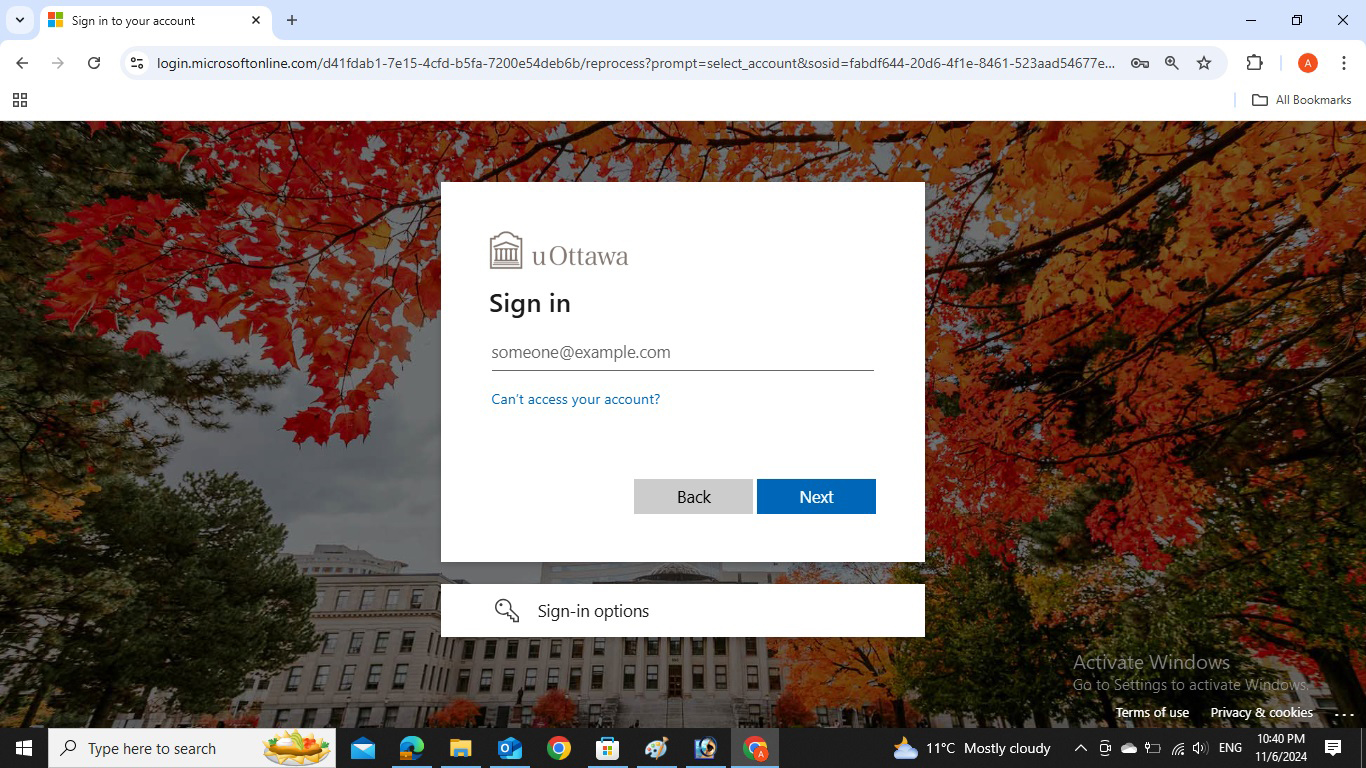 Sign in to your account
login.microsoftonline.com/d41fdab1-7e15-4cfd-b5fa-7200e54deb6b/reprocess?prompt=select_account&sosid=fabdf644-20d6-4f1e-8461-523aad54677e...
A
All Bookmarks
uOttawa
Sign in
someone@example.com
Can't access your account?
Back
Next
Sign-in options
Activate Windows
Go to Settings to activate Windows.
Terms of use
Privacy & cookies
...
Type here to search
A
11°C Mostly cloudy
ENG
10:40 PM
11/6/2024